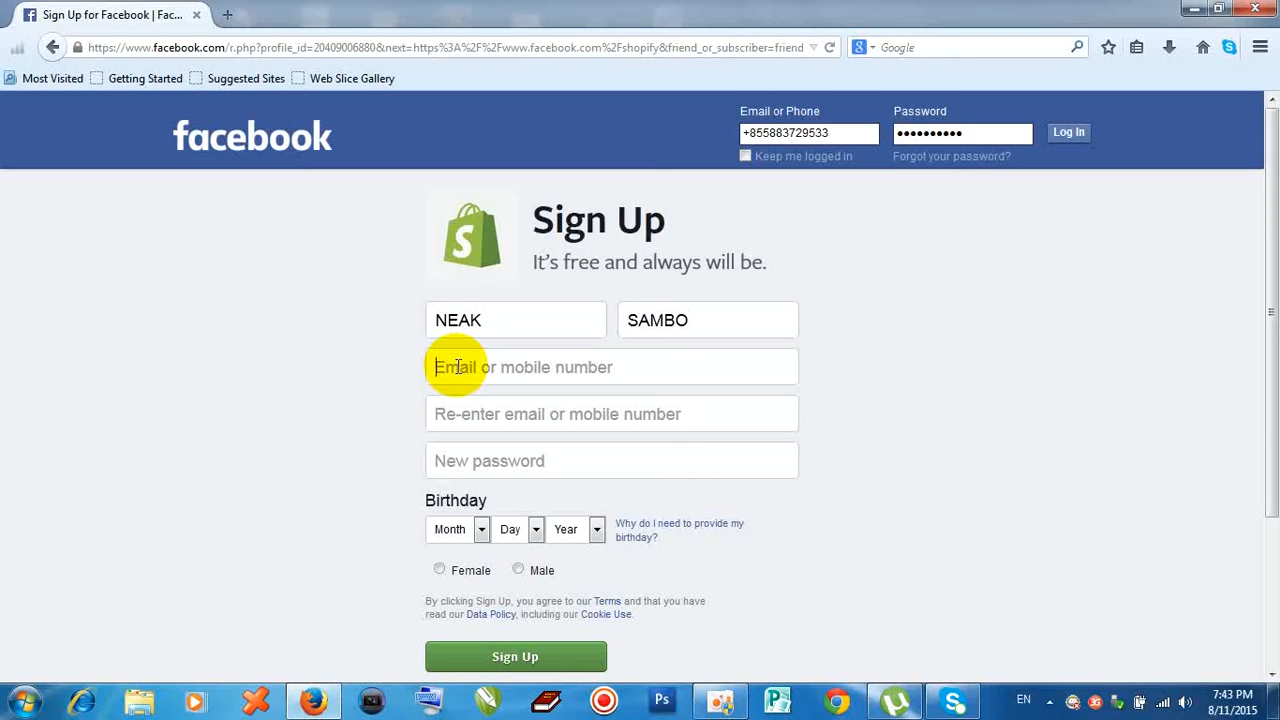 Sign Up for Facebook | Fac...
https://www.facebook.com/r.php?profile_id=20409006880&next=https%3A%2F%2Fwww.facebook.com%2Fshopify&friend_or_subscriber=friend
Google
Most Visited Getting Started Suggested Sites Web Slice Gallery
facebook
Email or Phone Password
+855883729533 •••••••••• Log In
Keep me logged in Forgot your password?
Sign Up
It's free and always will be.
NEAK SAMBO
Email or mobile number
Re-enter email or mobile number
New password
Birthday
Month Day Year
Why do I need to provide my
birthday?
Female Male
By clicking Sign Up, you agree to our Terms and that you have
read our Data Policy, including our Cookie Use.
Sign Up
EN
7:43 PM
8/11/2015